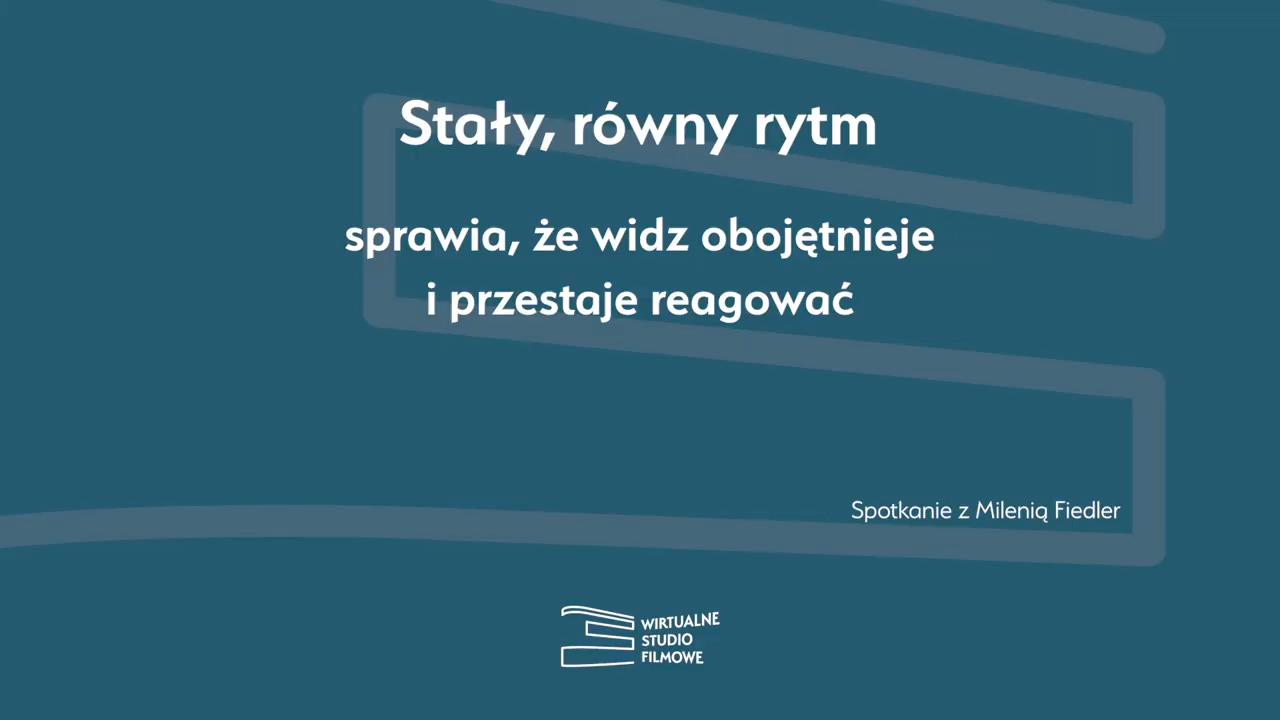 Stały, równy rytm
sprawia, że widz obojętnieje
i przestaje reagować
Spotkanie z Milenią Fiedler
WIRTUALNE
STUDIO
FILMOWE